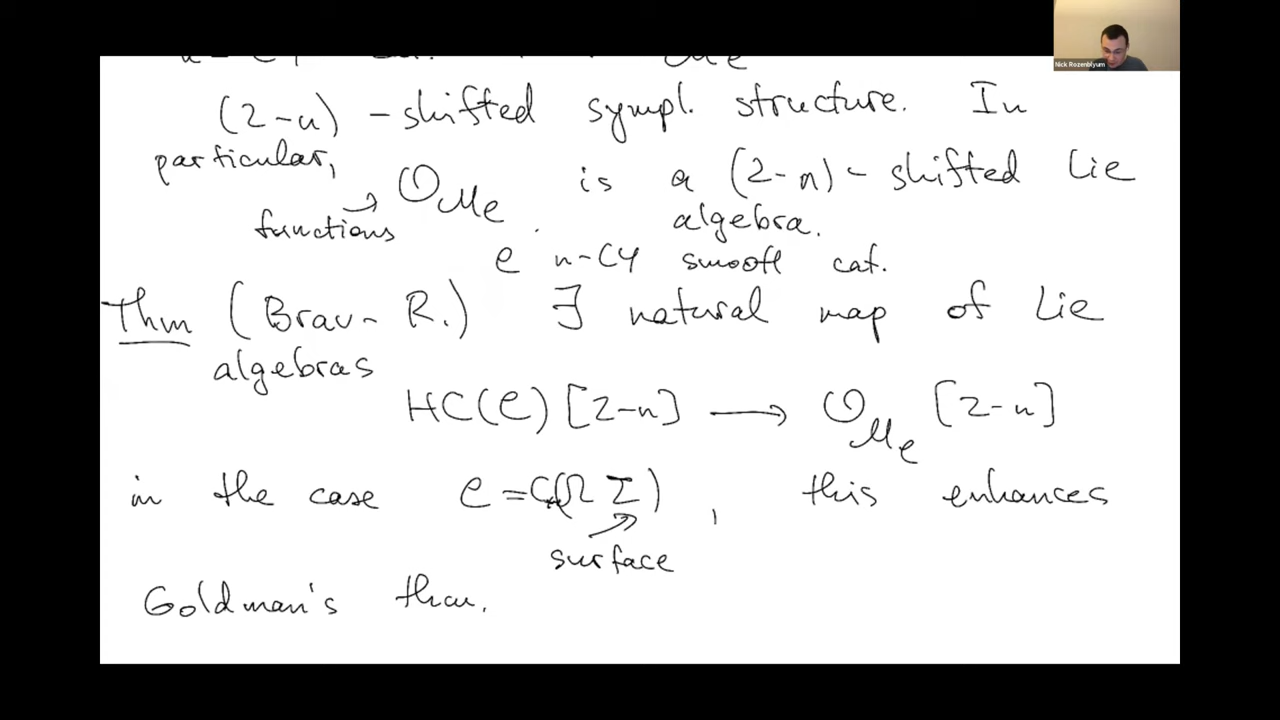 (2-n) - shifted sympl. structure. In
particular,
functions → O_{M_e} is a (2-n) - shifted Lie
algebra.
e n-CY smooth cat.
Thm (Brav - R.) ∃ natural map of Lie
algebras
HC(e)[2-n] ⟶ O_{M_e} [2-n]
in the case e = C_*(Ω Σ), this enhances
surface
Goldman's thm.
Nick Rozenblyum